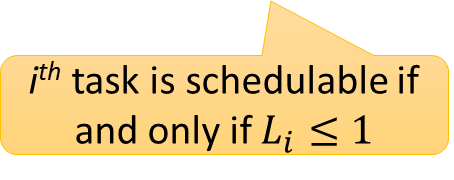 iᵗʰ task is schedulable if
and only if Lᵢ ≤ 1